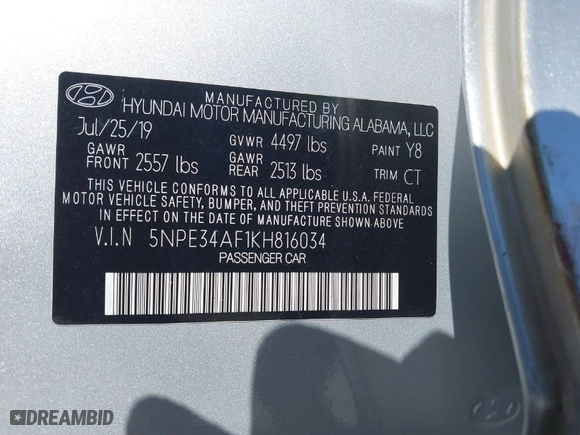 MANUFACTURED BY
HYUNDAI MOTOR MANUFACTURING ALABAMA, LLC
Jul/25/19 GVWR 4497 lbs PAINT Y8
GAWR FRONT 2557 lbs GAWR REAR 2513 lbs TRIM CT
THIS VEHICLE CONFORMS TO ALL APPLICABLE U.S.A. FEDERAL
MOTOR VEHICLE SAFETY, BUMPER, AND THEFT PREVENTION STANDARDS
IN EFFECT ON THE DATE OF MANUFACTURE SHOWN ABOVE.
V.I.N 5NPE34AF1KH816034
PASSENGER CAR
DREAMBID